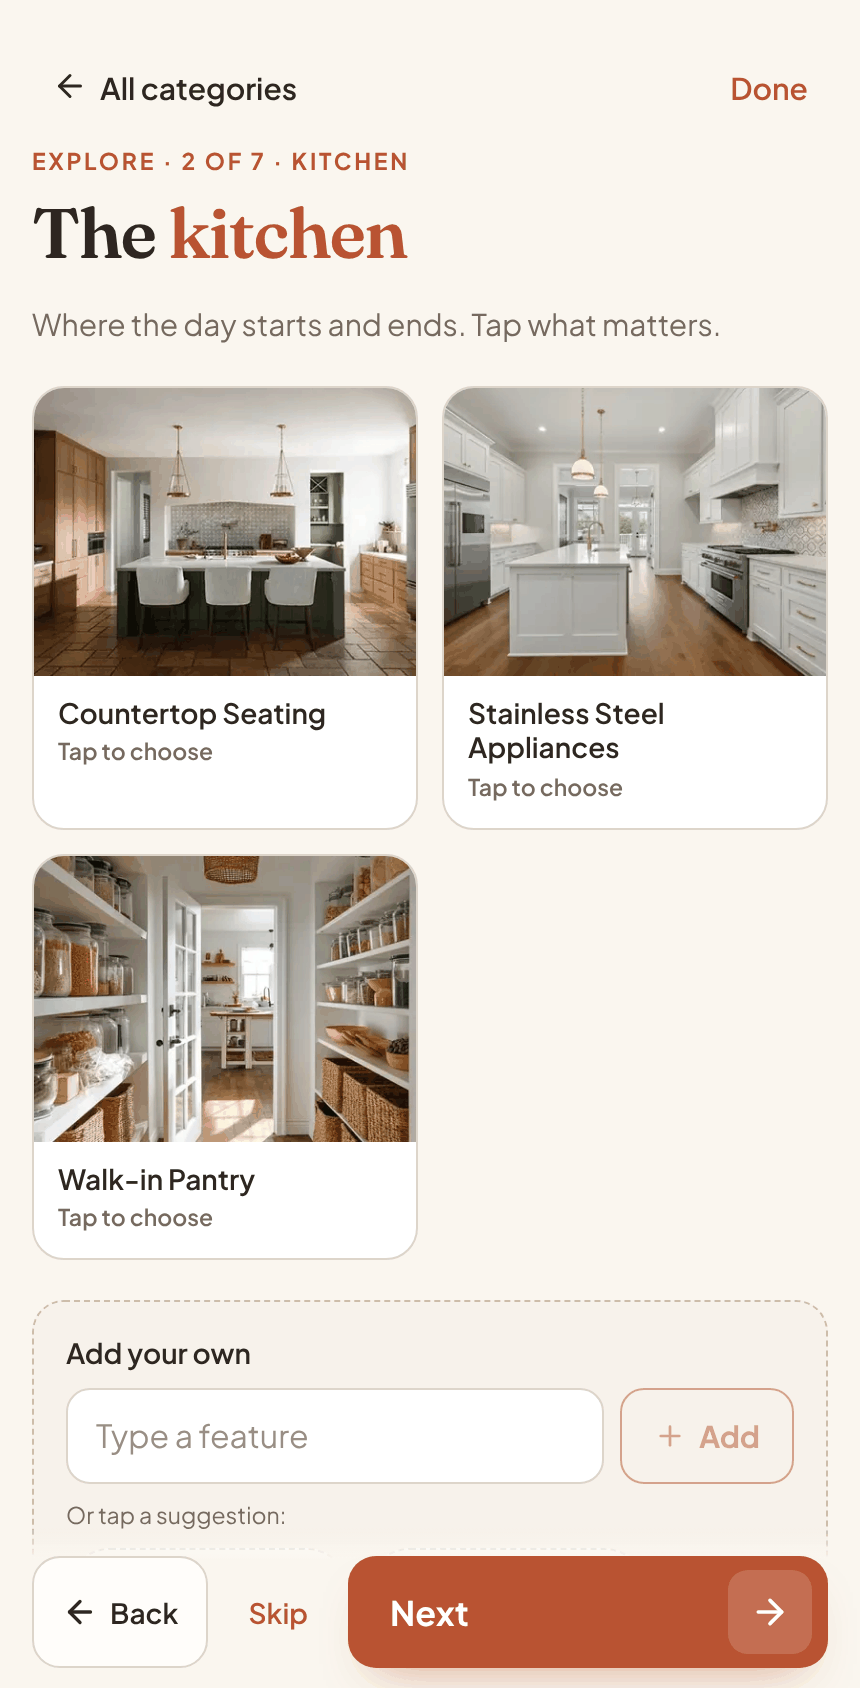 All categories
Done
EXPLORE · 2 OF 7 · KITCHEN
The kitchen
Where the day starts and ends. Tap what matters.
Countertop Seating
Tap to choose
Stainless Steel
Appliances
Tap to choose
Walk-in Pantry
Tap to choose
Add your own
Type a feature
+ Add
Or tap a suggestion:
Back
Skip
Next